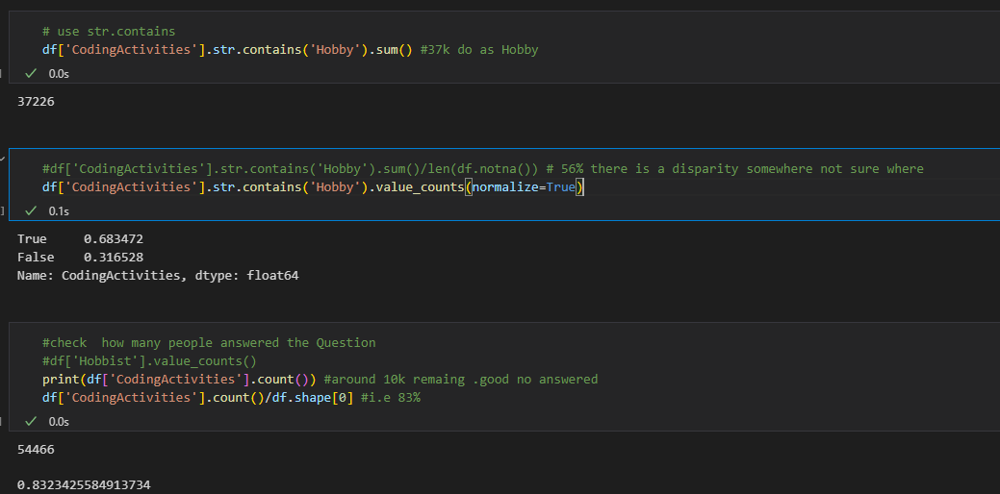 # use str.contains
df['CodingActivities'].str.contains('Hobby').sum() #37k do as Hobby
0.0s
37226
#df['CodingActivities'].str.contains('Hobby').sum()/len(df.notna()) # 56% there is a disparity somewhere not sure where
df['CodingActivities'].str.contains('Hobby').value_counts(normalize=True)
]
0.1s
True 0.683472
False 0.316528
Name: CodingActivities, dtype: float64
#check  how many people answered the Question
#df['Hobbist'].value_counts()
print(df['CodingActivities'].count()) #around 10k remaing .good no answered
df['CodingActivities'].count()/df.shape[0] #i.e 83%
0.0s
54466
0.8323425584913734